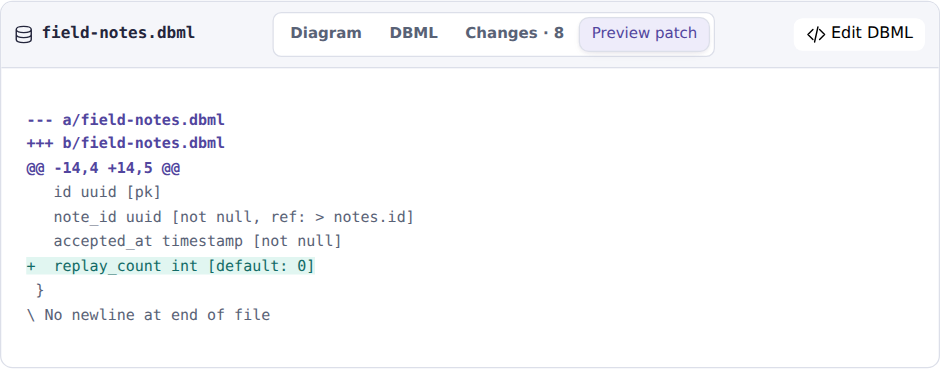 field-notes.dbml
Diagram
DBML
Changes · 8
Preview patch
Edit DBML
--- a/field-notes.dbml
+++ b/field-notes.dbml
@@ -14,4 +14,5 @@
   id uuid [pk]
   note_id uuid [not null, ref: > notes.id]
   accepted_at timestamp [not null]
+  replay_count int [default: 0]
 }
\ No newline at end of file